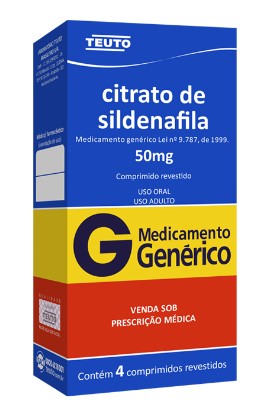 TEUTO
citrato de
sildenafila
Medicamento genérico Lei nº 9.787, de 1999.
50mg
Comprimido revestido
USO ORAL
USO ADULTO
G Medicamento
Genérico
VENDA SOB
PRESCRIÇÃO MÉDICA
Contém 4 comprimidos revestidos